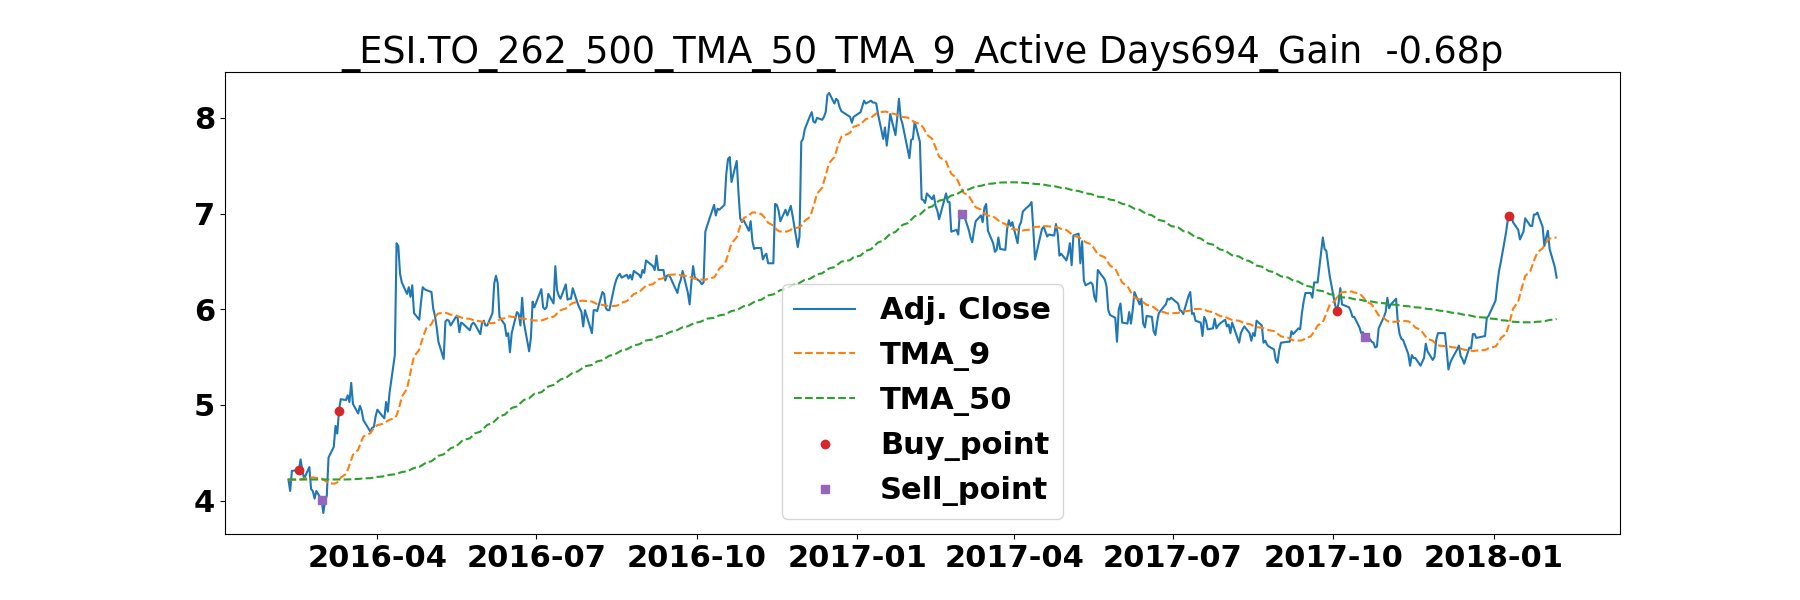 _ESI.TO_262_500_TMA_50_TMA_9_Active Days694_Gain  -0.68p
8
7
6
5
4
Adj. Close
TMA_9
TMA_50
Buy_point
Sell_point
2016-04 2016-07 2016-10 2017-01 2017-04 2017-07 2017-10 2018-01